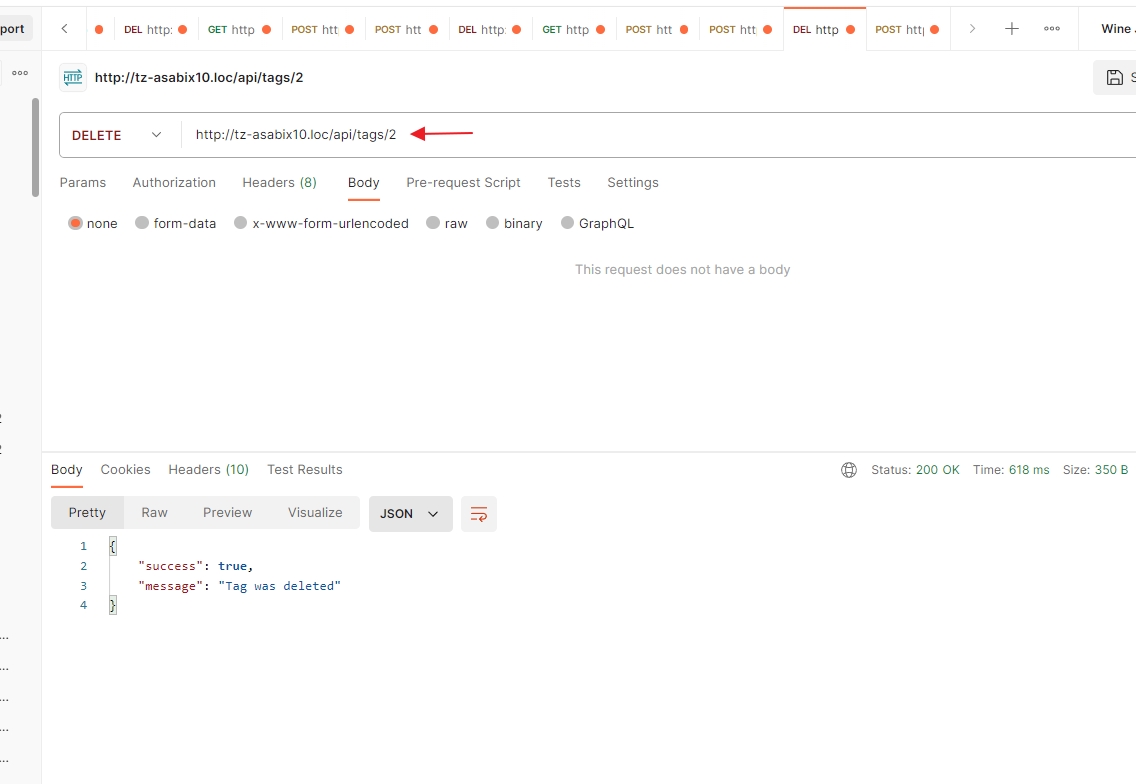 port
DEL http: DEL GET http POST htt POST htt DEL http: GET http POST htt POST htt DEL http POST http Wine
http://tz-asabix10.loc/api/tags/2
DELETE http://tz-asabix10.loc/api/tags/2
Params Authorization Headers (8) Body Pre-request Script Tests Settings
none form-data x-www-form-urlencoded raw binary GraphQL
This request does not have a body
Body Cookies Headers (10) Test Results Status: 200 OK Time: 618 ms Size: 350 B
Pretty Raw Preview Visualize JSON
1 {
2 "success": true,
3 "message": "Tag was deleted"
4 }